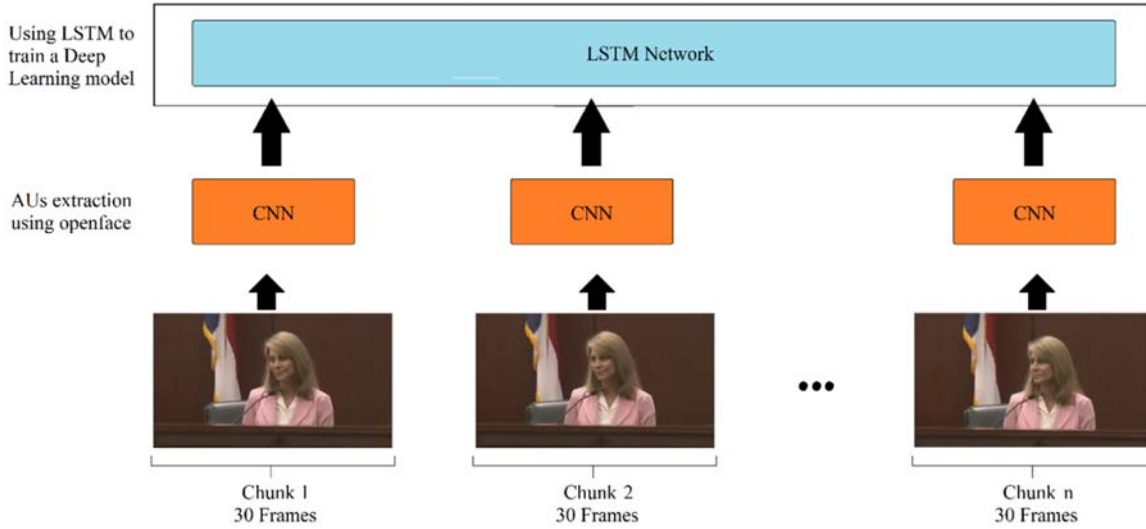 Using LSTM to
train a Deep
Learning model
LSTM Network
AUs extraction
using openface
CNN
CNN
CNN
Chunk 1
30 Frames
Chunk 2
30 Frames
Chunk n
30 Frames